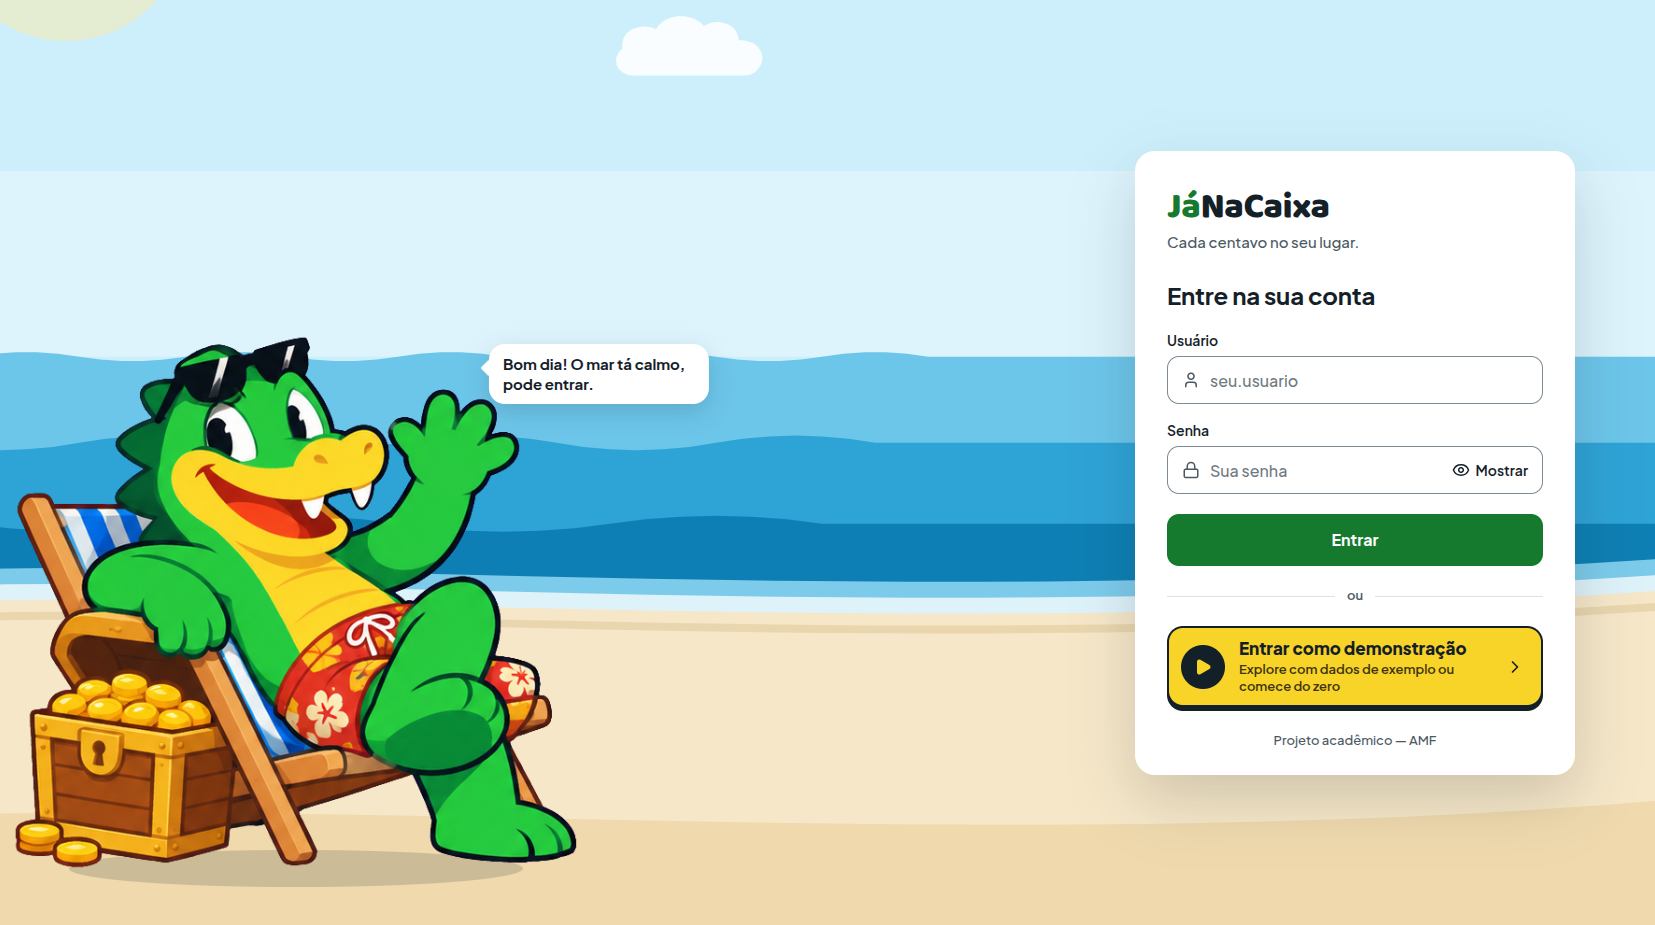 Bom dia! O mar tá calmo,
pode entrar.
JáNaCaixa
Cada centavo no seu lugar.
Entre na sua conta
Usuário
seu.usuario
Senha
Sua senha
Mostrar
Entrar
ou
Entrar como demonstração
Explore com dados de exemplo ou
comece do zero
Projeto acadêmico — AMF